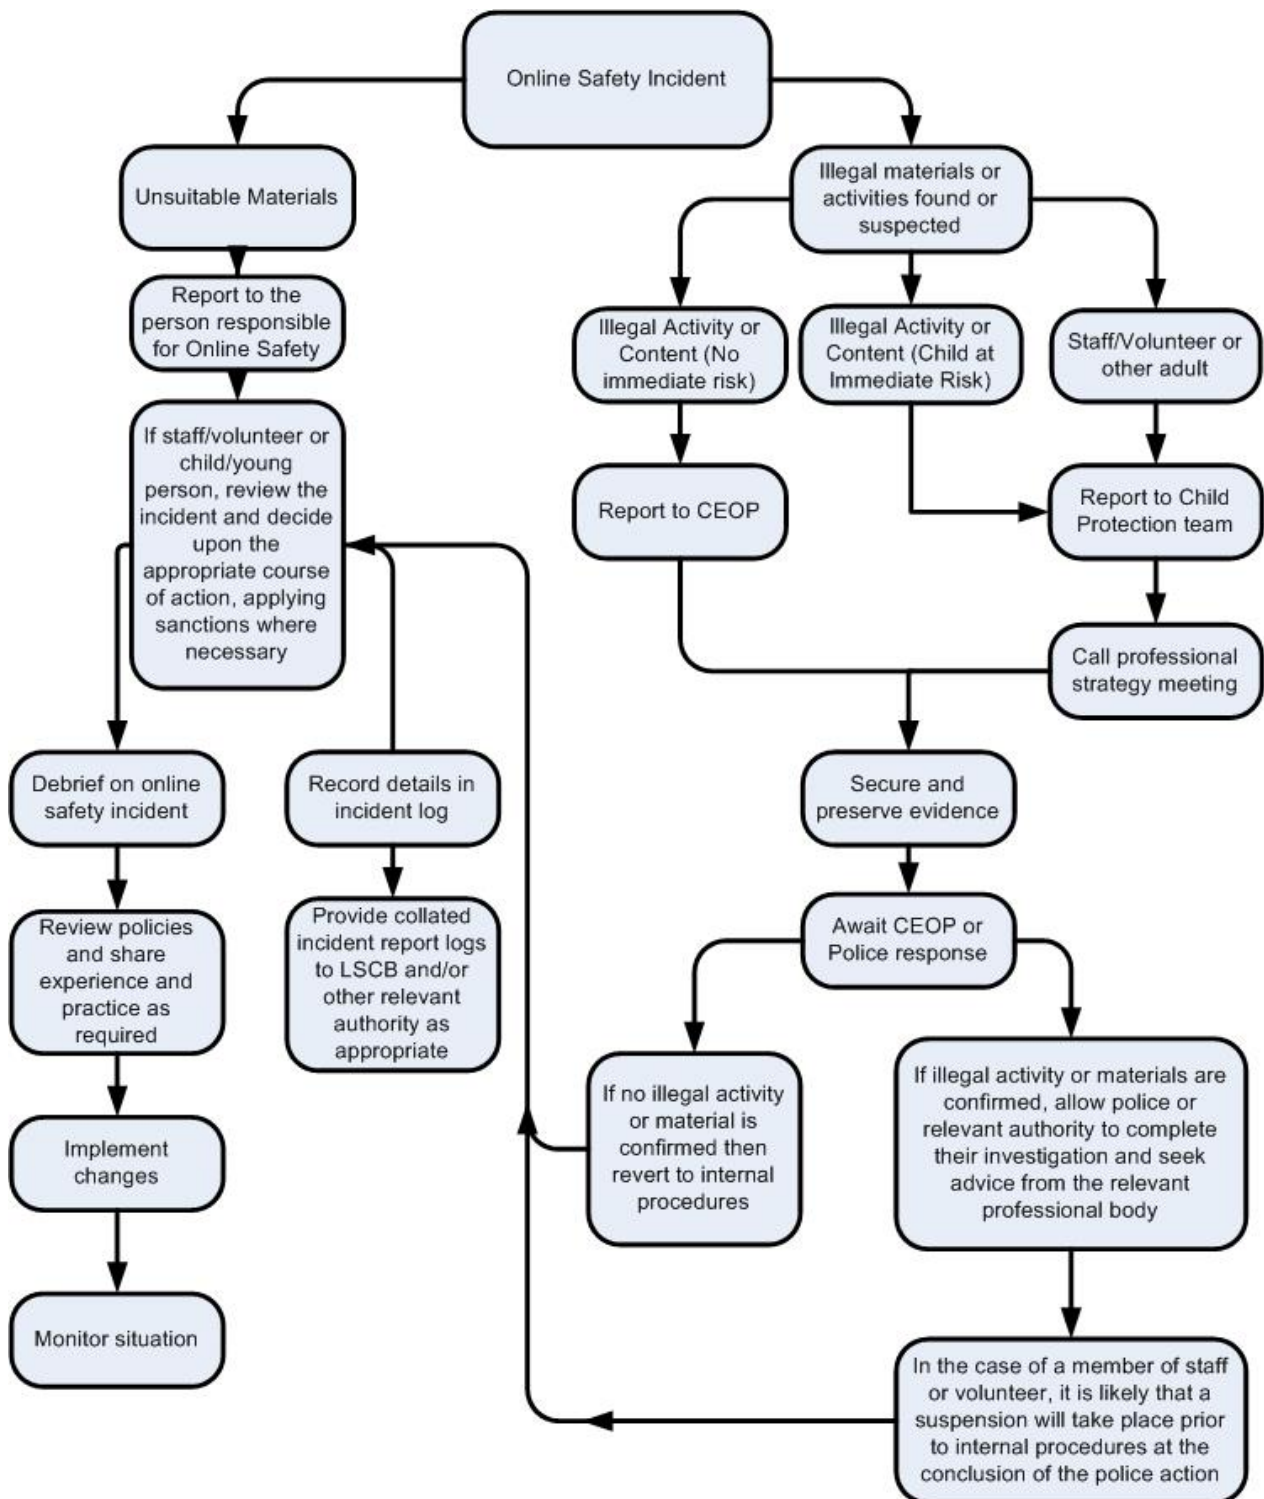 Online Safety Incident
Unsuitable Materials
Illegal materials or
activities found or
suspected
Report to the
person responsible
for Online Safety
Illegal Activity or
Content (No
immediate risk)
Illegal Activity or
Content (Child at
Immediate Risk)
Staff/Volunteer or
other adult
If staff/volunteer or
child/young
person, review the
incident and decide
upon the
appropriate course
of action, applying
sanctions where
necessary
Report to CEOP
Report to Child
Protection team
Call professional
strategy meeting
Debrief on online
safety incident
Record details in
incident log
Secure and
preserve evidence
Review policies
and share
experience and
practice as
required
Provide collated
incident report logs
to LSCB and/or
other relevant
authority as
appropriate
Await CEOP or
Police response
If no illegal activity
or material is
confirmed then
revert to internal
procedures
If illegal activity or materials are
confirmed, allow police or
relevant authority to complete
their investigation and seek
advice from the relevant
professional body
Implement
changes
Monitor situation
In the case of a member of staff
or volunteer, it is likely that a
suspension will take place prior
to internal procedures at the
conclusion of the police action